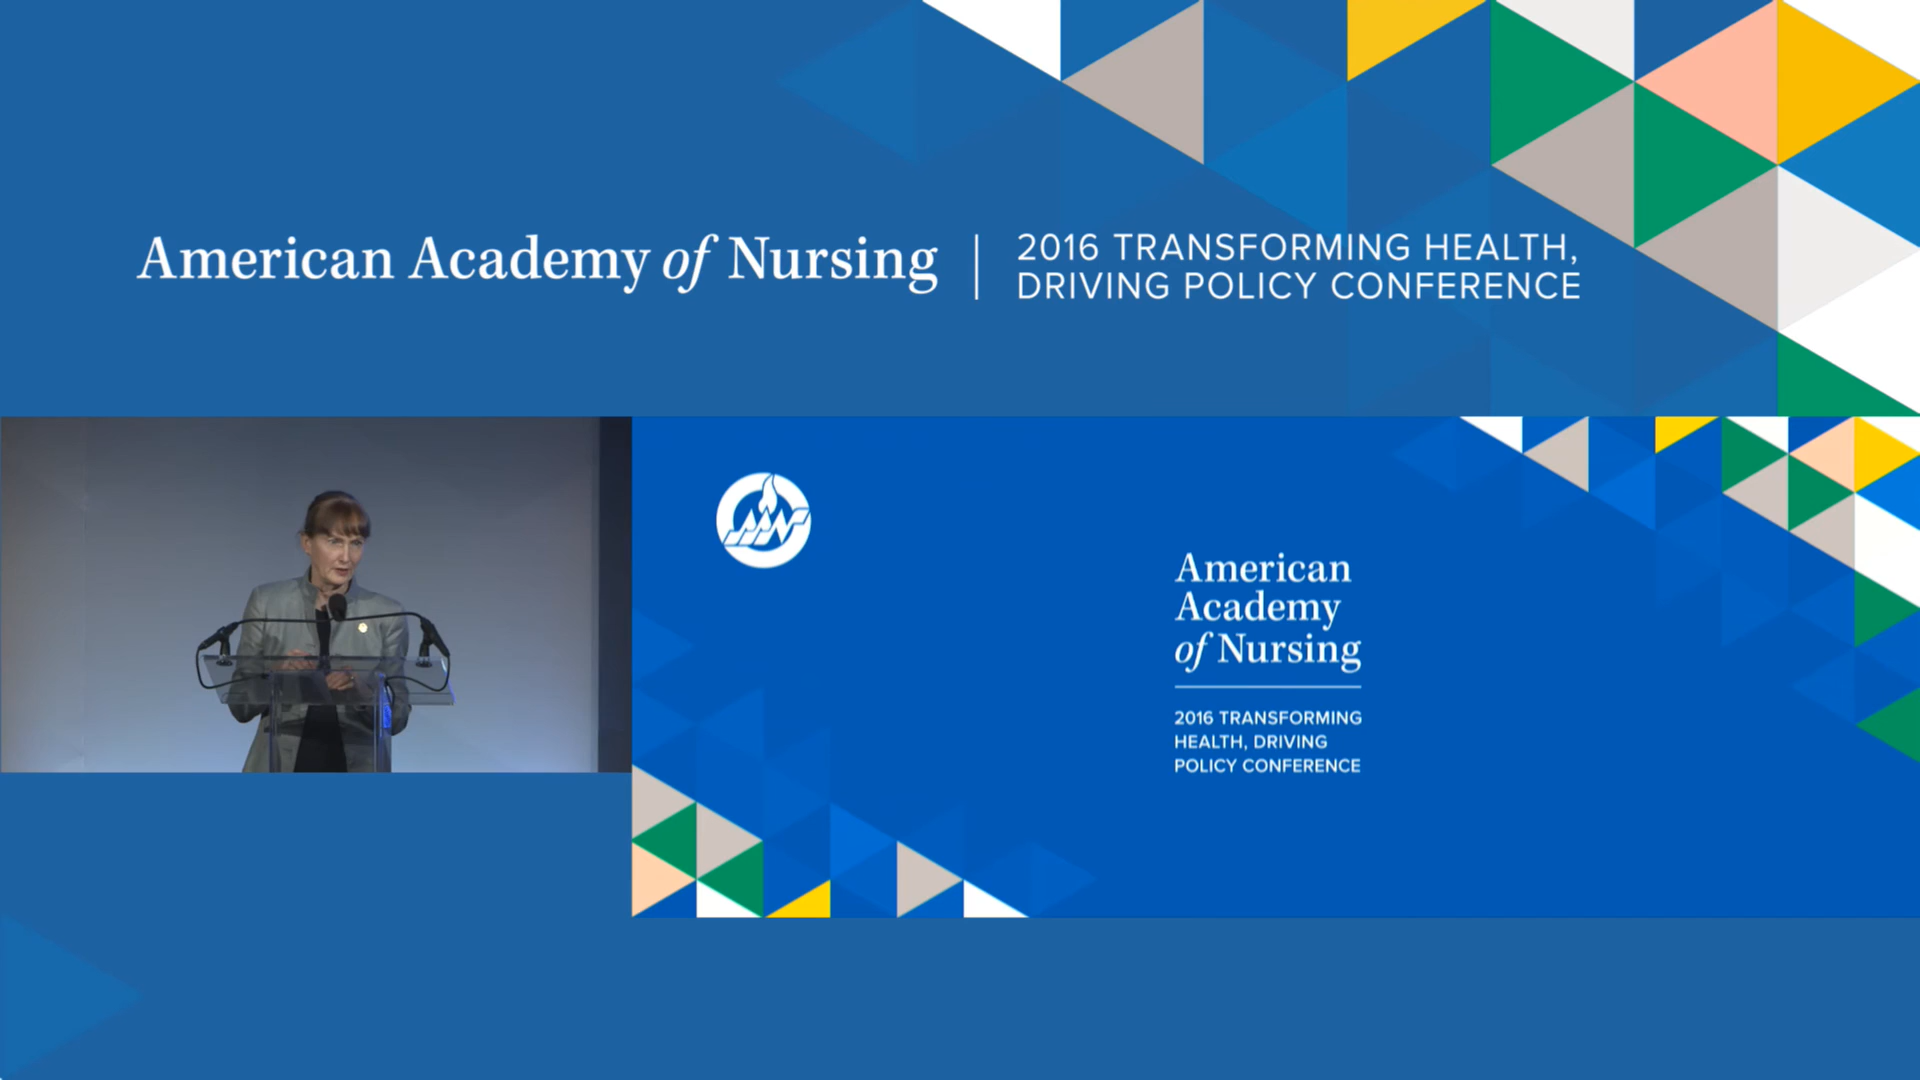 American Academy of Nursing
2016 TRANSFORMING HEALTH,
DRIVING POLICY CONFERENCE
American
Academy
of Nursing
2016 TRANSFORMING
HEALTH, DRIVING
POLICY CONFERENCE